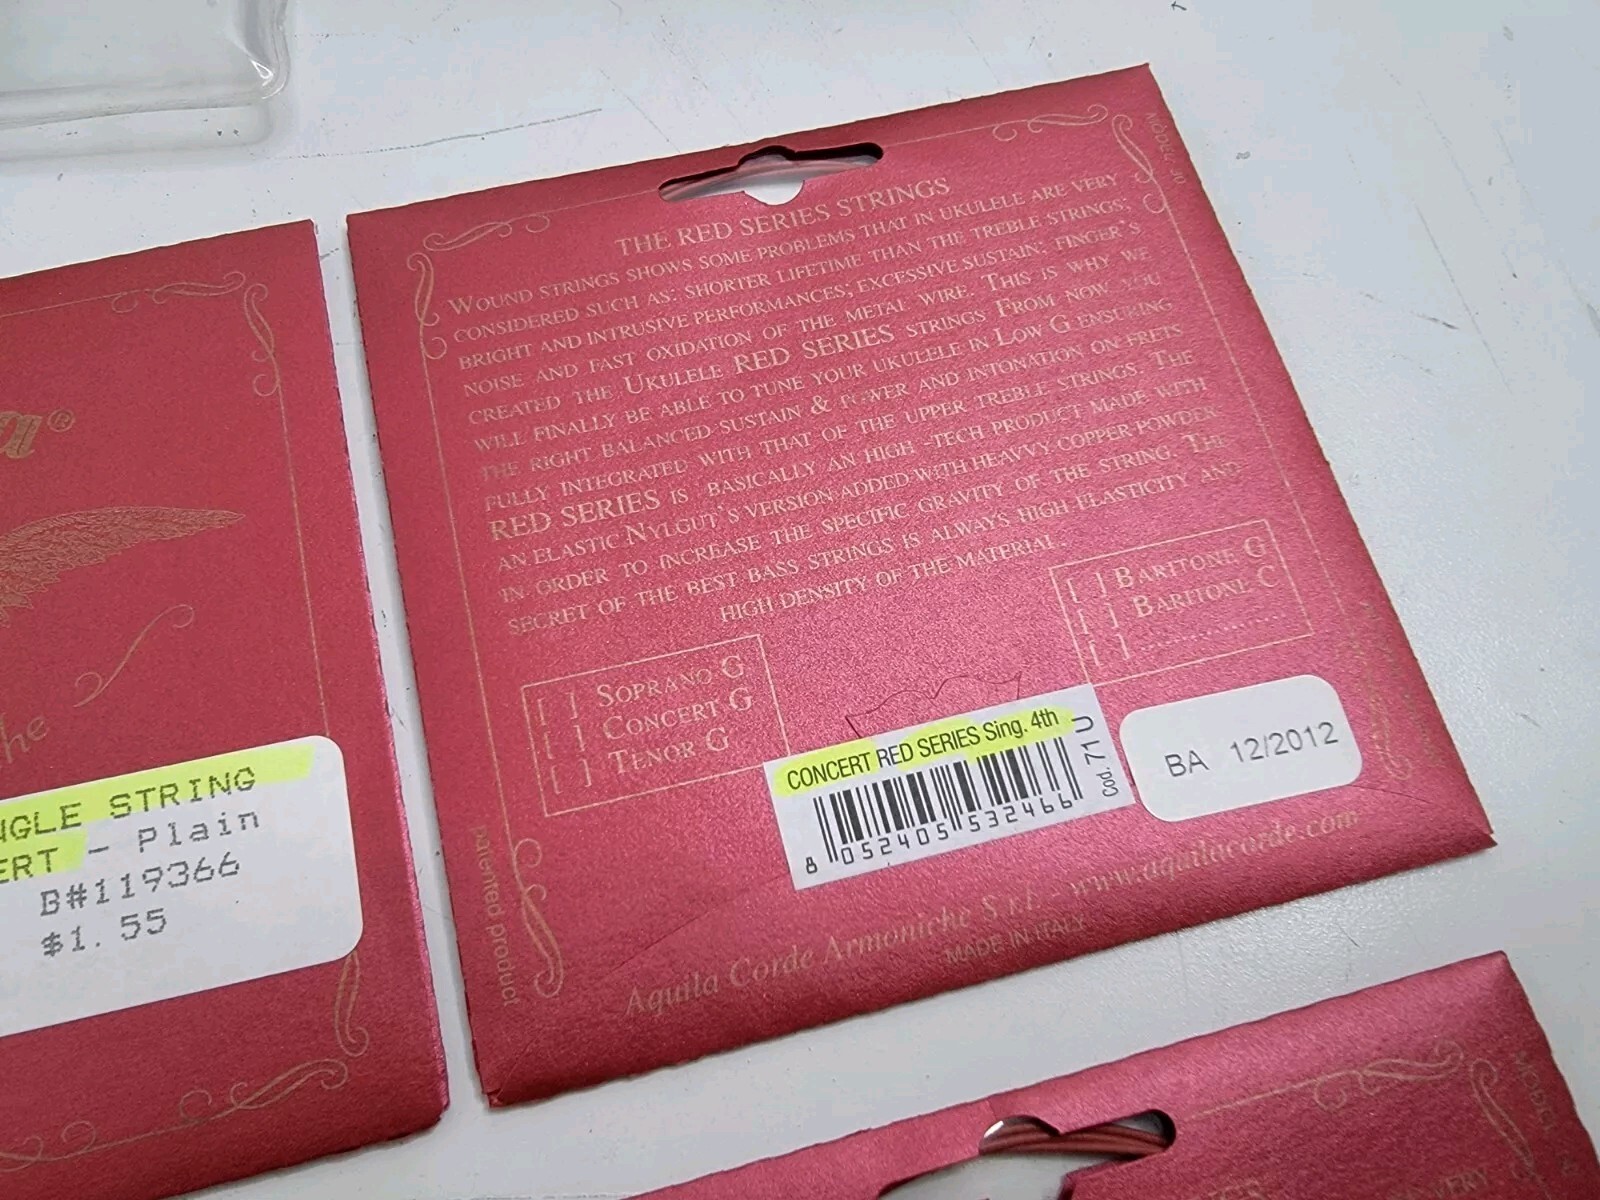 THE RED SERIES STRINGS
WOUND STRINGS SHOWS SOME PROBLEMS THAT IN UKULELE ARE VERY
CONSIDERED SUCH AS: SHORTER LIFETIME THAN THE TREBLE STRINGS;
BRIGHT AND INTRUSIVE PERFORMANCES; EXCESSIVE SUSTAIN, FINGER'S
NOISE AND FAST OXIDATION OF THE METAL WIRE. THIS IS WHY WE
CREATED THE UKULELE RED SERIES STRINGS FROM NOW YOU
WILL FINALLY BE ABLE TO TUNE YOUR UKULELE IN LOW G ENSURING
THE RIGHT BALANCED SUSTAIN & POWER AND INTONATION ON FRETS
FULLY INTEGRATED WITH THAT OF THE UPPER TREBLE STRINGS. THE
RED SERIES IS BASICALLY AN HIGH -TECH PRODUCT MADE WITH
AN ELASTIC NYLGUT'S VERSION ADDED WITH HEAVVY COPPER POWDER
IN ORDER TO INCREASE THE SPECIFIC GRAVITY OF THE STRING. THE
SECRET OF THE BEST BASS STRINGS IS ALWAYS HIGH ELASTICITY AND
HIGH DENSITY OF THE MATERIAL.
[ ] SOPRANO G
[ ] CONCERT G
[ ] TENOR G
[ ] BARITONE G
[ ] BARITONE C
[ ] ....................
CONCERT RED SERIES Sing. 4th
cod. 71U
8 052405 532466
BA 12/2012
patented product
Aquila Corde Armoniche S.r.l. - www.aquilacorde.com
MADE IN ITALY
a®
he
NGLE STRING
ERT - Plain
B#119366
$1.55